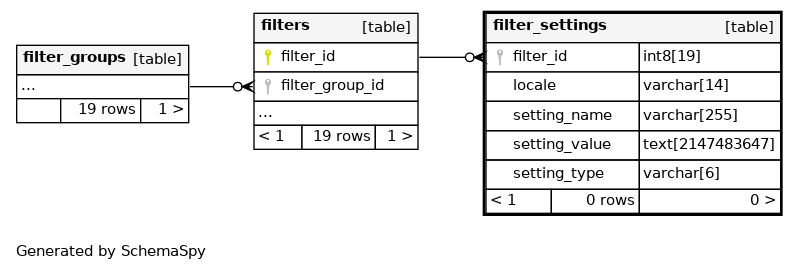 filter_groups [table]
...
19 rows 1 >
filters [table]
filter_id
filter_group_id
...
< 1 19 rows 1 >
filter_settings [table]
filter_id int8[19]
locale varchar[14]
setting_name varchar[255]
setting_value text[2147483647]
setting_type varchar[6]
< 1 0 rows 0 >
Generated by SchemaSpy